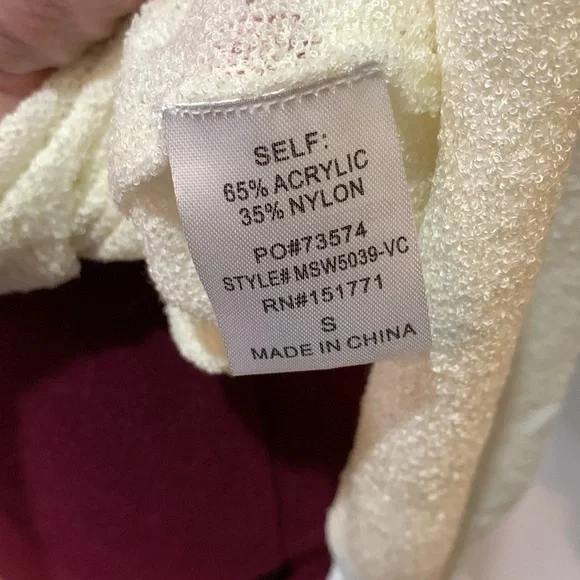 SELF:
65% ACRYLIC
35% NYLON
PO#73574
STYLE# MSW5039-VC
RN#151771
S
MADE IN CHINA